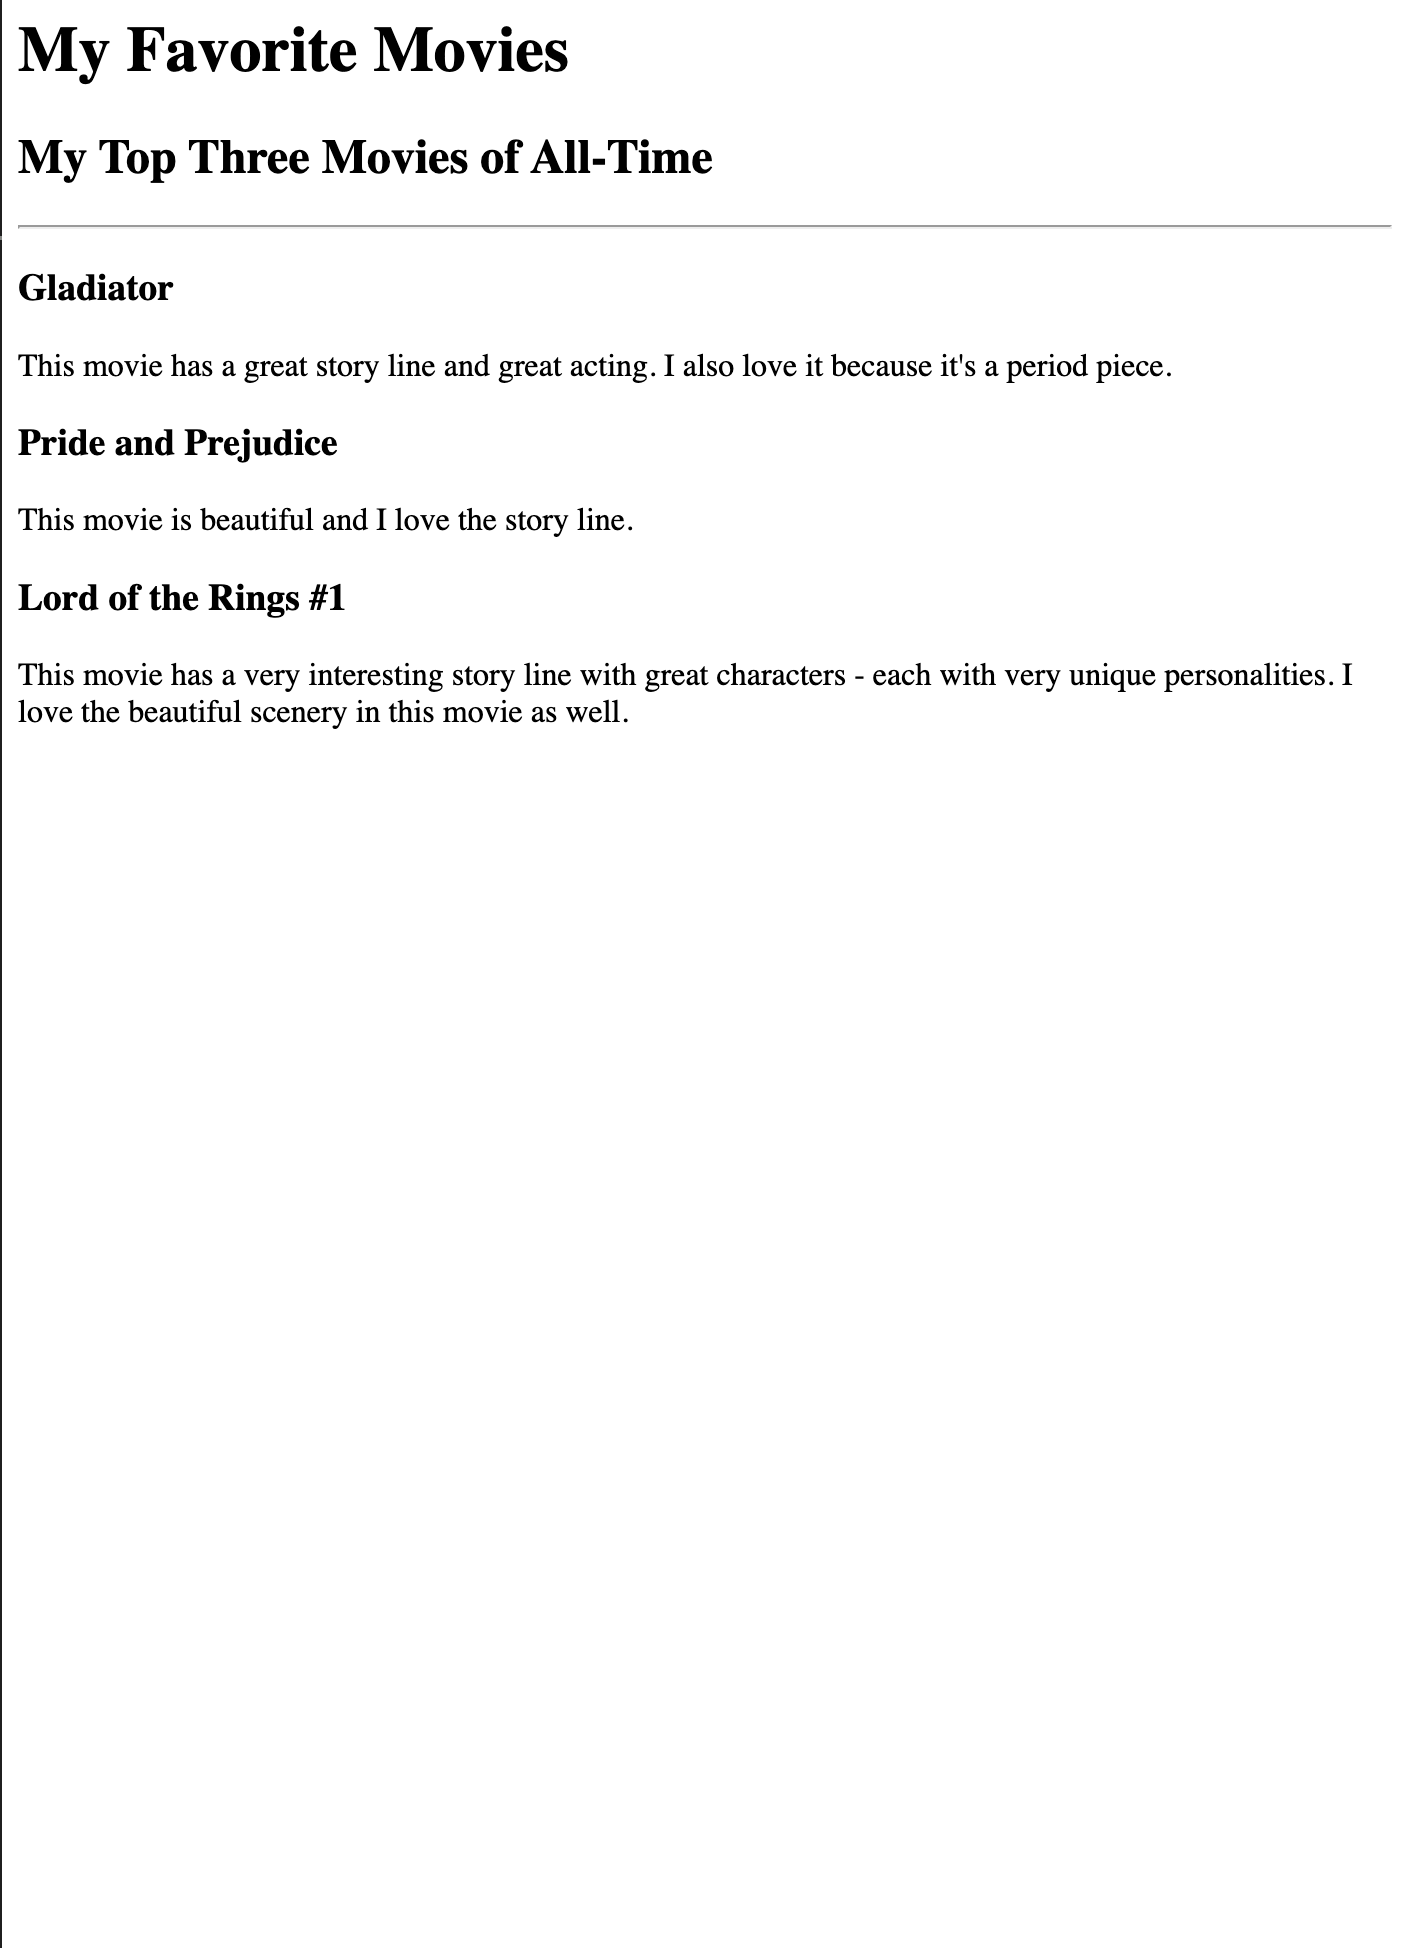 My Favorite Movies
My Top Three Movies of All-Time
Gladiator
This movie has a great story line and great acting. I also love it because it's a period piece.
Pride and Prejudice
This movie is beautiful and I love the story line.
Lord of the Rings #1
This movie has a very interesting story line with great characters - each with very unique personalities. I
love the beautiful scenery in this movie as well.